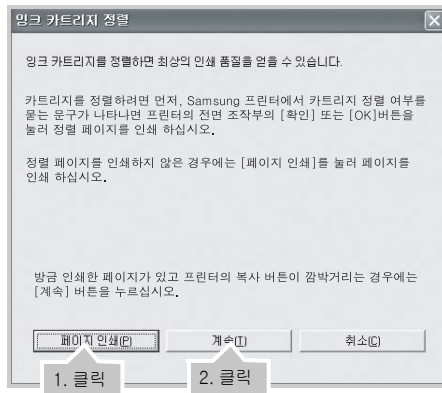 잉크 카트리지 정렬
잉크 카트리지를 정렬하면 최상의 인쇄 품질을 얻을 수 있습니다.
카트리지를 정렬하려면 먼저, Samsung 프린터에서 카트리지 정렬 여부를
묻는 문구가 나타나면 프린터의 전면 조작부의 [확인] 또는 [OK]버튼을
눌러 정렬 페이지를 인쇄 하십시오.
정렬 페이지를 인쇄하지 않은 경우에는 [페이지 인쇄]를 눌러 페이지를
인쇄 하십시오.
방금 인쇄한 페이지가 있고 프린터의 복사 버튼이 깜박거리는 경우에는
[계속] 버튼을 누르십시오.
페이지 인쇄(P) 계속(T) 취소(C)
1. 클릭 2. 클릭